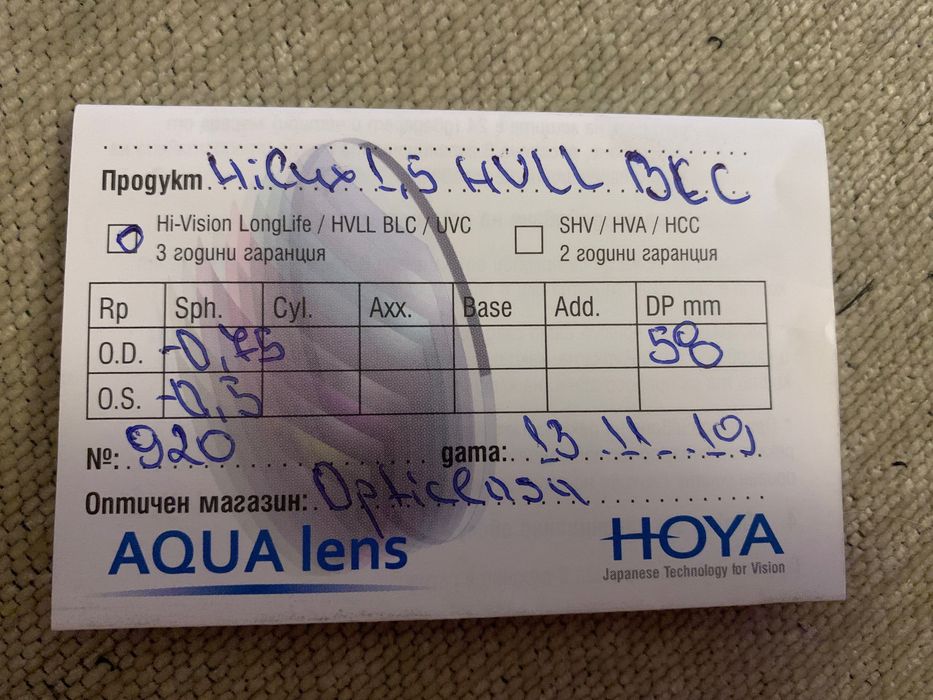 Продукт HiLux 1,5 HVLL BLC
Hi-Vision LongLife / HVLL BLC / UVC
3 години гаранция
SHV / HVA / HCC
2 години гаранция
Rp Sph. Cyl. Axx. Base Add. DP mm
O.D. -0,75 58
O.S. -0,5
№: 920 дата: 13.11.19
Оптичен магазин: Opticlasa
AQUA lens
HOYA
Japanese Technology for Vision